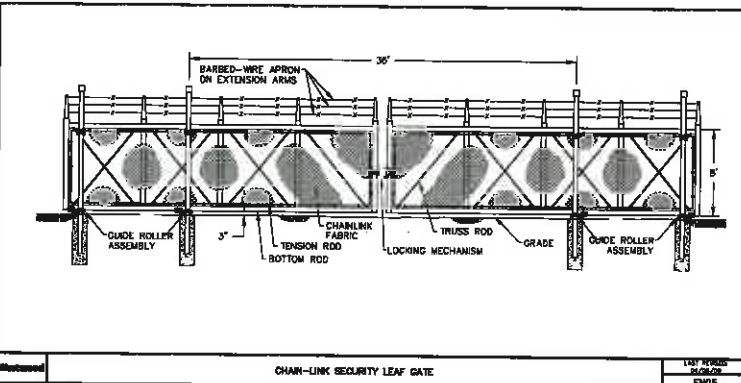 36'
BARBED-WIRE APRON
ON EXTENSION ARMS
8'
GUIDE ROLLER
ASSEMBLY
3"
TENSION ROD
BOTTOM ROD
CHAINLINK
FABRIC
LOCKING MECHANISM
TRUSS ROD
GRADE
GUIDE ROLLER
ASSEMBLY
Westwood
CHAIN-LINK SECURITY LEAF GATE
LAST REVISED